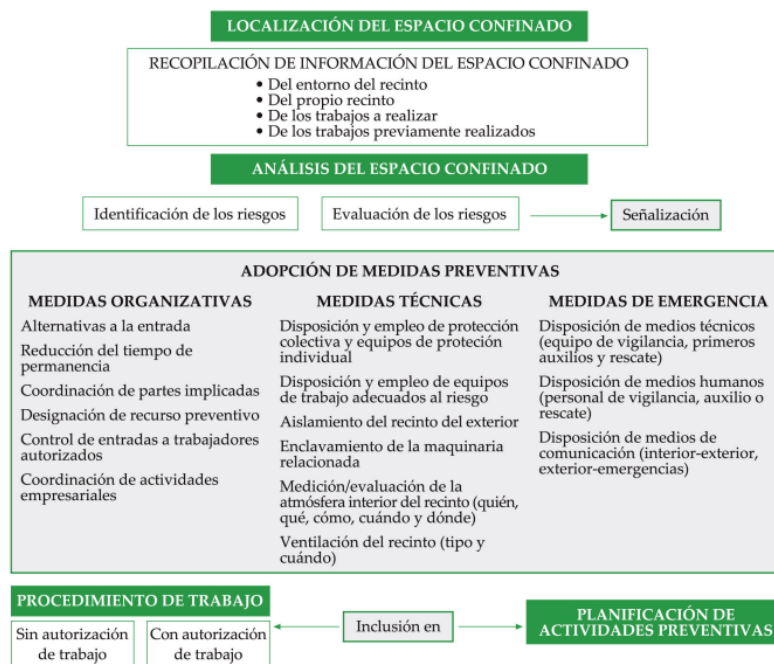 LOCALIZACIÓN DEL ESPACIO CONFINADO
RECOPILACIÓN DE INFORMACIÓN DEL ESPACIO CONFINADO
• Del entorno del recinto
• Del propio recinto
• De los trabajos a realizar
• De los trabajos previamente realizados
ANÁLISIS DEL ESPACIO CONFINADO
Identificación de los riesgos
Evaluación de los riesgos
Señalización
ADOPCIÓN DE MEDIDAS PREVENTIVAS
MEDIDAS ORGANIZATIVAS
Alternativas a la entrada
Reducción del tiempo de
permanencia
Coordinación de partes implicadas
Designación de recurso preventivo
Control de entradas a trabajadores
autorizados
Coordinación de actividades
empresariales
MEDIDAS TÉCNICAS
Disposición y empleo de protección
colectiva y equipos de proteción
individual
Disposición y empleo de equipos
de trabajo adecuados al riesgo
Aislamiento del recinto del exterior
Enclavamiento de la maquinaria
relacionada
Medición/evaluación de la
atmósfera interior del recinto (quién,
qué, cómo, cuándo y dónde)
Ventilación del recinto (tipo y
cuándo)
MEDIDAS DE EMERGENCIA
Disposición de medios técnicos
(equipo de vigilancia, primeros
auxilios y rescate)
Disposición de medios humanos
(personal de vigilancia, auxilio o
rescate)
Disposición de medios de
comunicación (interior-exterior,
exterior-emergencias)
PROCEDIMIENTO DE TRABAJO
Sin autorización
de trabajo
Con autorización
de trabajo
Inclusión en
PLANIFICACIÓN DE
ACTIVIDADES PREVENTIVAS